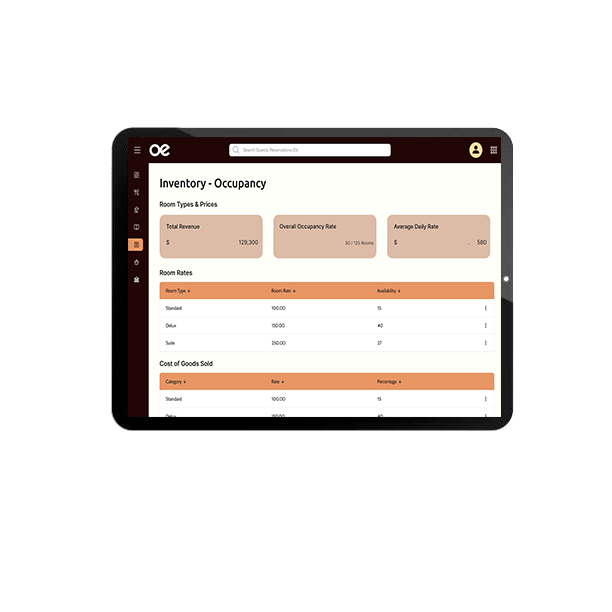 oe
Search Guests, Reservations Etc
Inventory - Occupancy
Room Types & Prices
Total Revenue
$ 129,300
Overall Occupancy Rate
/ 125 Rooms
Average Daily Rate
$ . 580
Room Rates
Room Type ↓ Room Rate ↓ Availability ↓
Standard 100.00 15
Delux 150.00 40
Suite 250.00 27
Cost of Goods Sold
Category ↓ Rate ↓ Percentage ↓
Standard 100.00 15
Delux 150.00 40